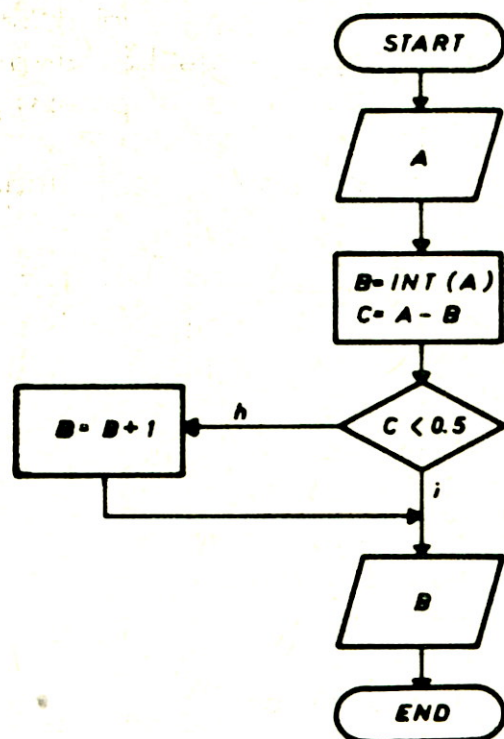 START
A
B=INT(A)
C=A-B
C<0.5
h
B=B+1
i
B
END